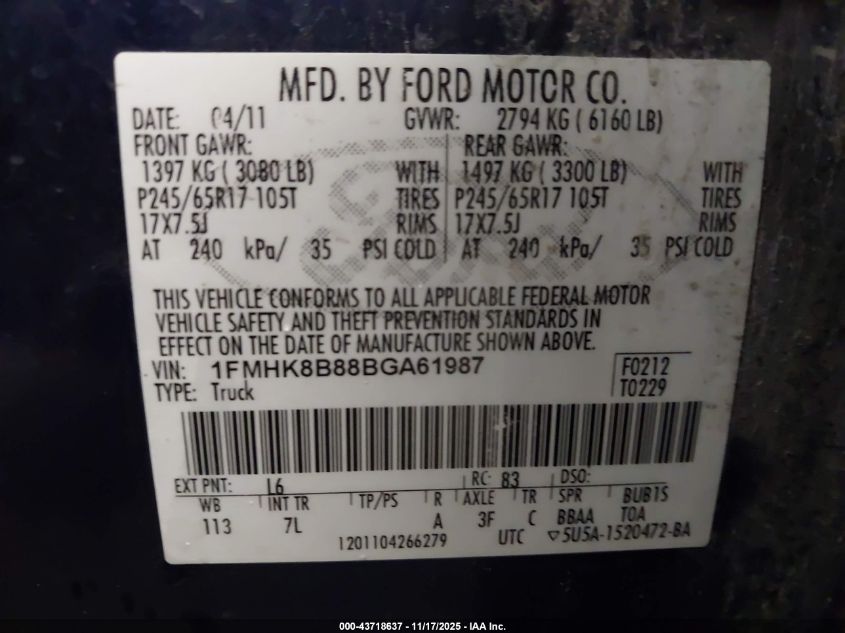 MFD. BY FORD MOTOR CO.
DATE: 04/11 GVWR: 2794 KG ( 6160 LB)
FRONT GAWR: REAR GAWR:
1397 KG ( 3080 LB) WITH 1497 KG ( 3300 LB) WITH
P245/65R17 105T TIRES P245/65R17 105T TIRES
17X7.5J RIMS 17X7.5J RIMS
AT 240 kPa/ 35 PSI COLD AT 240 kPa/ 35 PSI COLD
THIS VEHICLE CONFORMS TO ALL APPLICABLE FEDERAL MOTOR
VEHICLE SAFETY AND THEFT PREVENTION STANDARDS IN
EFFECT ON THE DATE OF MANUFACTURE SHOWN ABOVE.
VIN: 1FMHK8B88BGA61987 F0212
TYPE: Truck T0229
EXT PNT: L6 RC: 83 DSO:
WB INT TR TP/PS R AXLE TR SPR BUB1S
113 7L A 3F C BBAA TOA
1201104266279 UTC ▽5U5A-1520472-BA
000-43718637 - 11/17/2025 - IAA Inc.